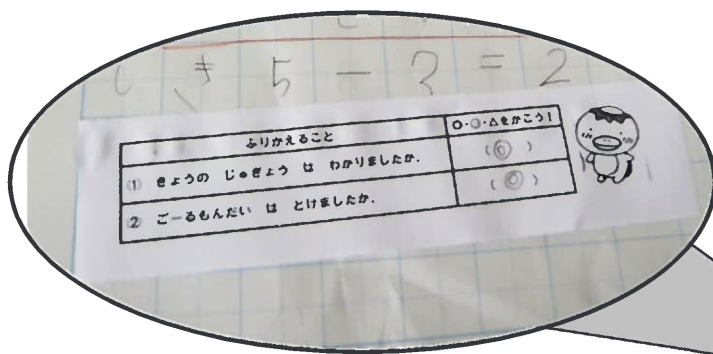 しき 5 - 3 = 2
ふりかえること
○・◎・△をかこう!
① きょうの じゅぎょう は わかりましたか.
(◎)
② ごーるもんだい は とけましたか.
(◎)